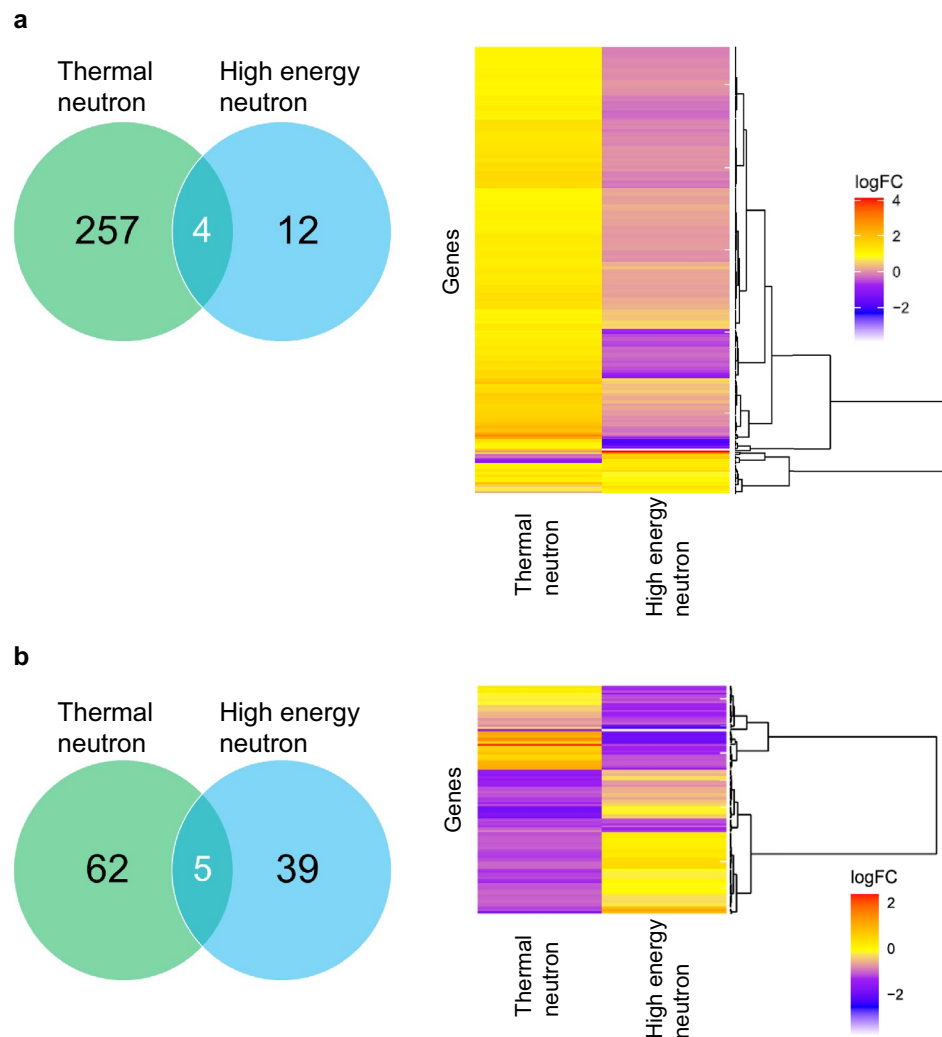 a
Thermal
neutron
High energy
neutron
257
4
12
Genes
logFC
4
2
0
−2
Thermal
neutron
High energy
neutron
b
Thermal
neutron
High energy
neutron
62
5
39
Genes
logFC
2
0
−2
Thermal
neutron
High energy
neutron